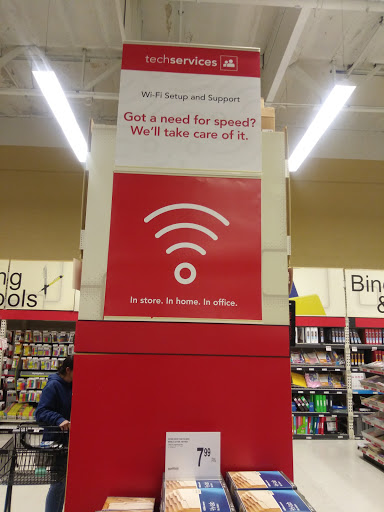 techservices
Wi-Fi Setup and Support
Got a need for speed?
We'll take care of it.
In store. In home. In office.
ng
ools
Bin
&
7.99